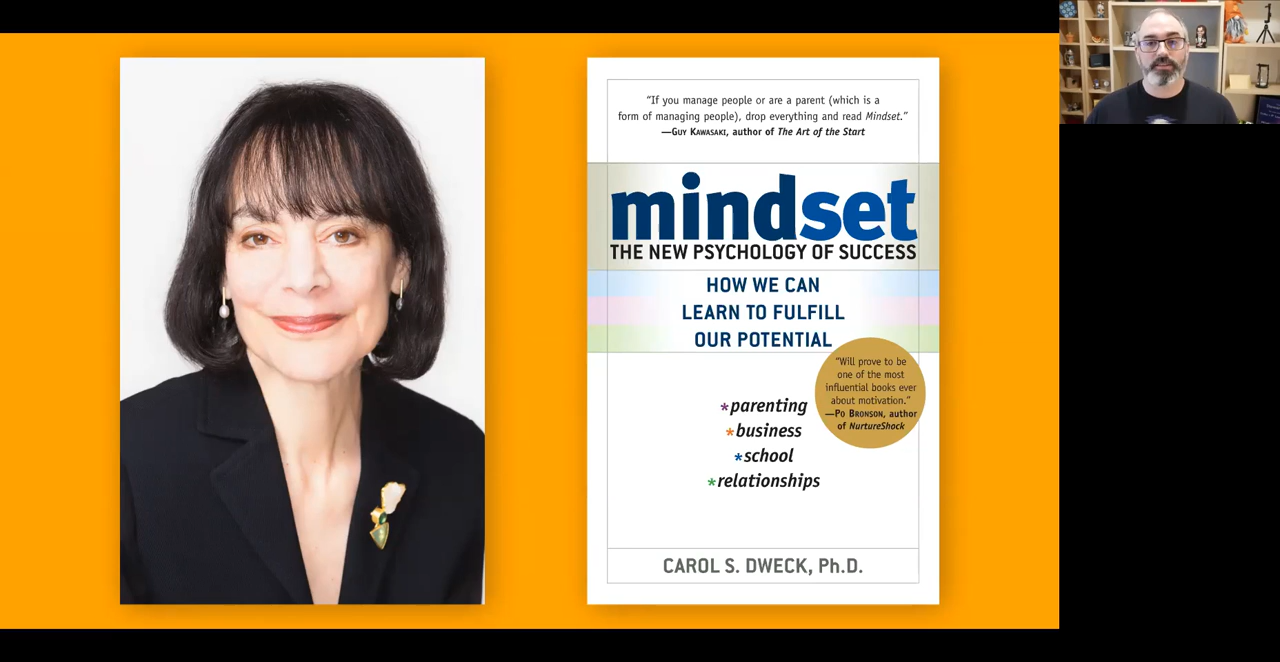 “If you manage people or are a parent (which is a
form of managing people), drop everything and read Mindset.”
—Guy Kawasaki, author of The Art of the Start
mindset
THE NEW PSYCHOLOGY OF SUCCESS
HOW WE CAN
LEARN TO FULFILL
OUR POTENTIAL
“Will prove to be
one of the most
influential books ever
about motivation.”
—Po Bronson, author
of NurtureShock
*parenting
*business
*school
*relationships
CAROL S. DWECK, Ph.D.